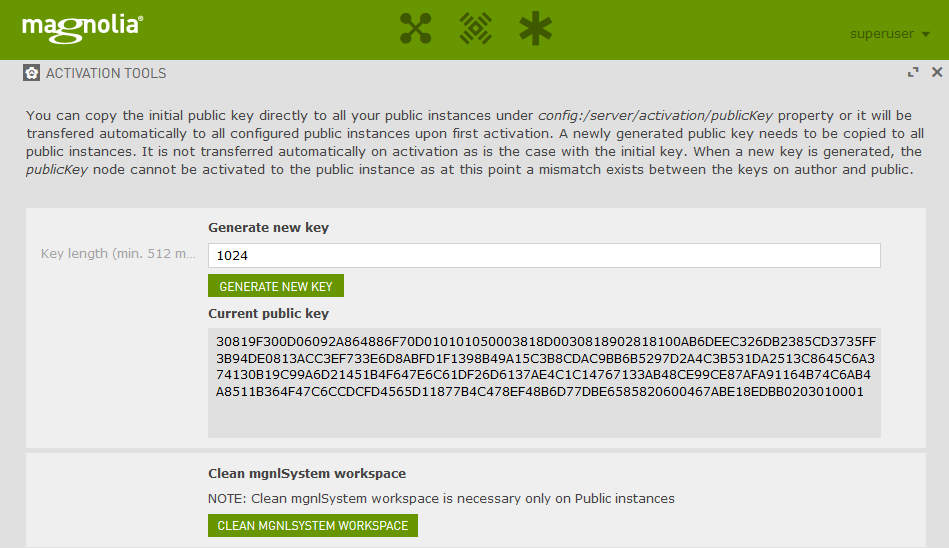 magnolia®
superuser
ACTIVATION TOOLS
You can copy the initial public key directly to all your public instances under config:/server/activation/publicKey property or it will be
transfered automatically to all configured public instances upon first activation. A newly generated public key needs to be copied to all
public instances. It is not transferred automatically on activation as is the case with the initial key. When a new key is generated, the
publicKey node cannot be activated to the public instance as at this point a mismatch exists between the keys on author and public.
Generate new key
Key length (min. 512 m...
1024
GENERATE NEW KEY
Current public key
30819F300D06092A864886F70D010101050003818D0030818902818100AB6DEEC326DB2385CD3735FF
3B94DE0813ACC3EF733E6D8ABFD1F1398B49A15C3B8CDAC9BB6B5297D2A4C3B531DA2513C8645C6A3
74130B19C99A6D21451B4F647E6C61DF26D6137AE4C1C14767133AB48CE99CE87AFA91164B74C6AB4
A8511B364F47C6CCDCFD4565D11877B4C478EF48B6D77DBE6585820600467ABE18EDBB0203010001
Clean mgnlSystem workspace
NOTE: Clean mgnlSystem workspace is necessary only on Public instances
CLEAN MGNLSYSTEM WORKSPACE